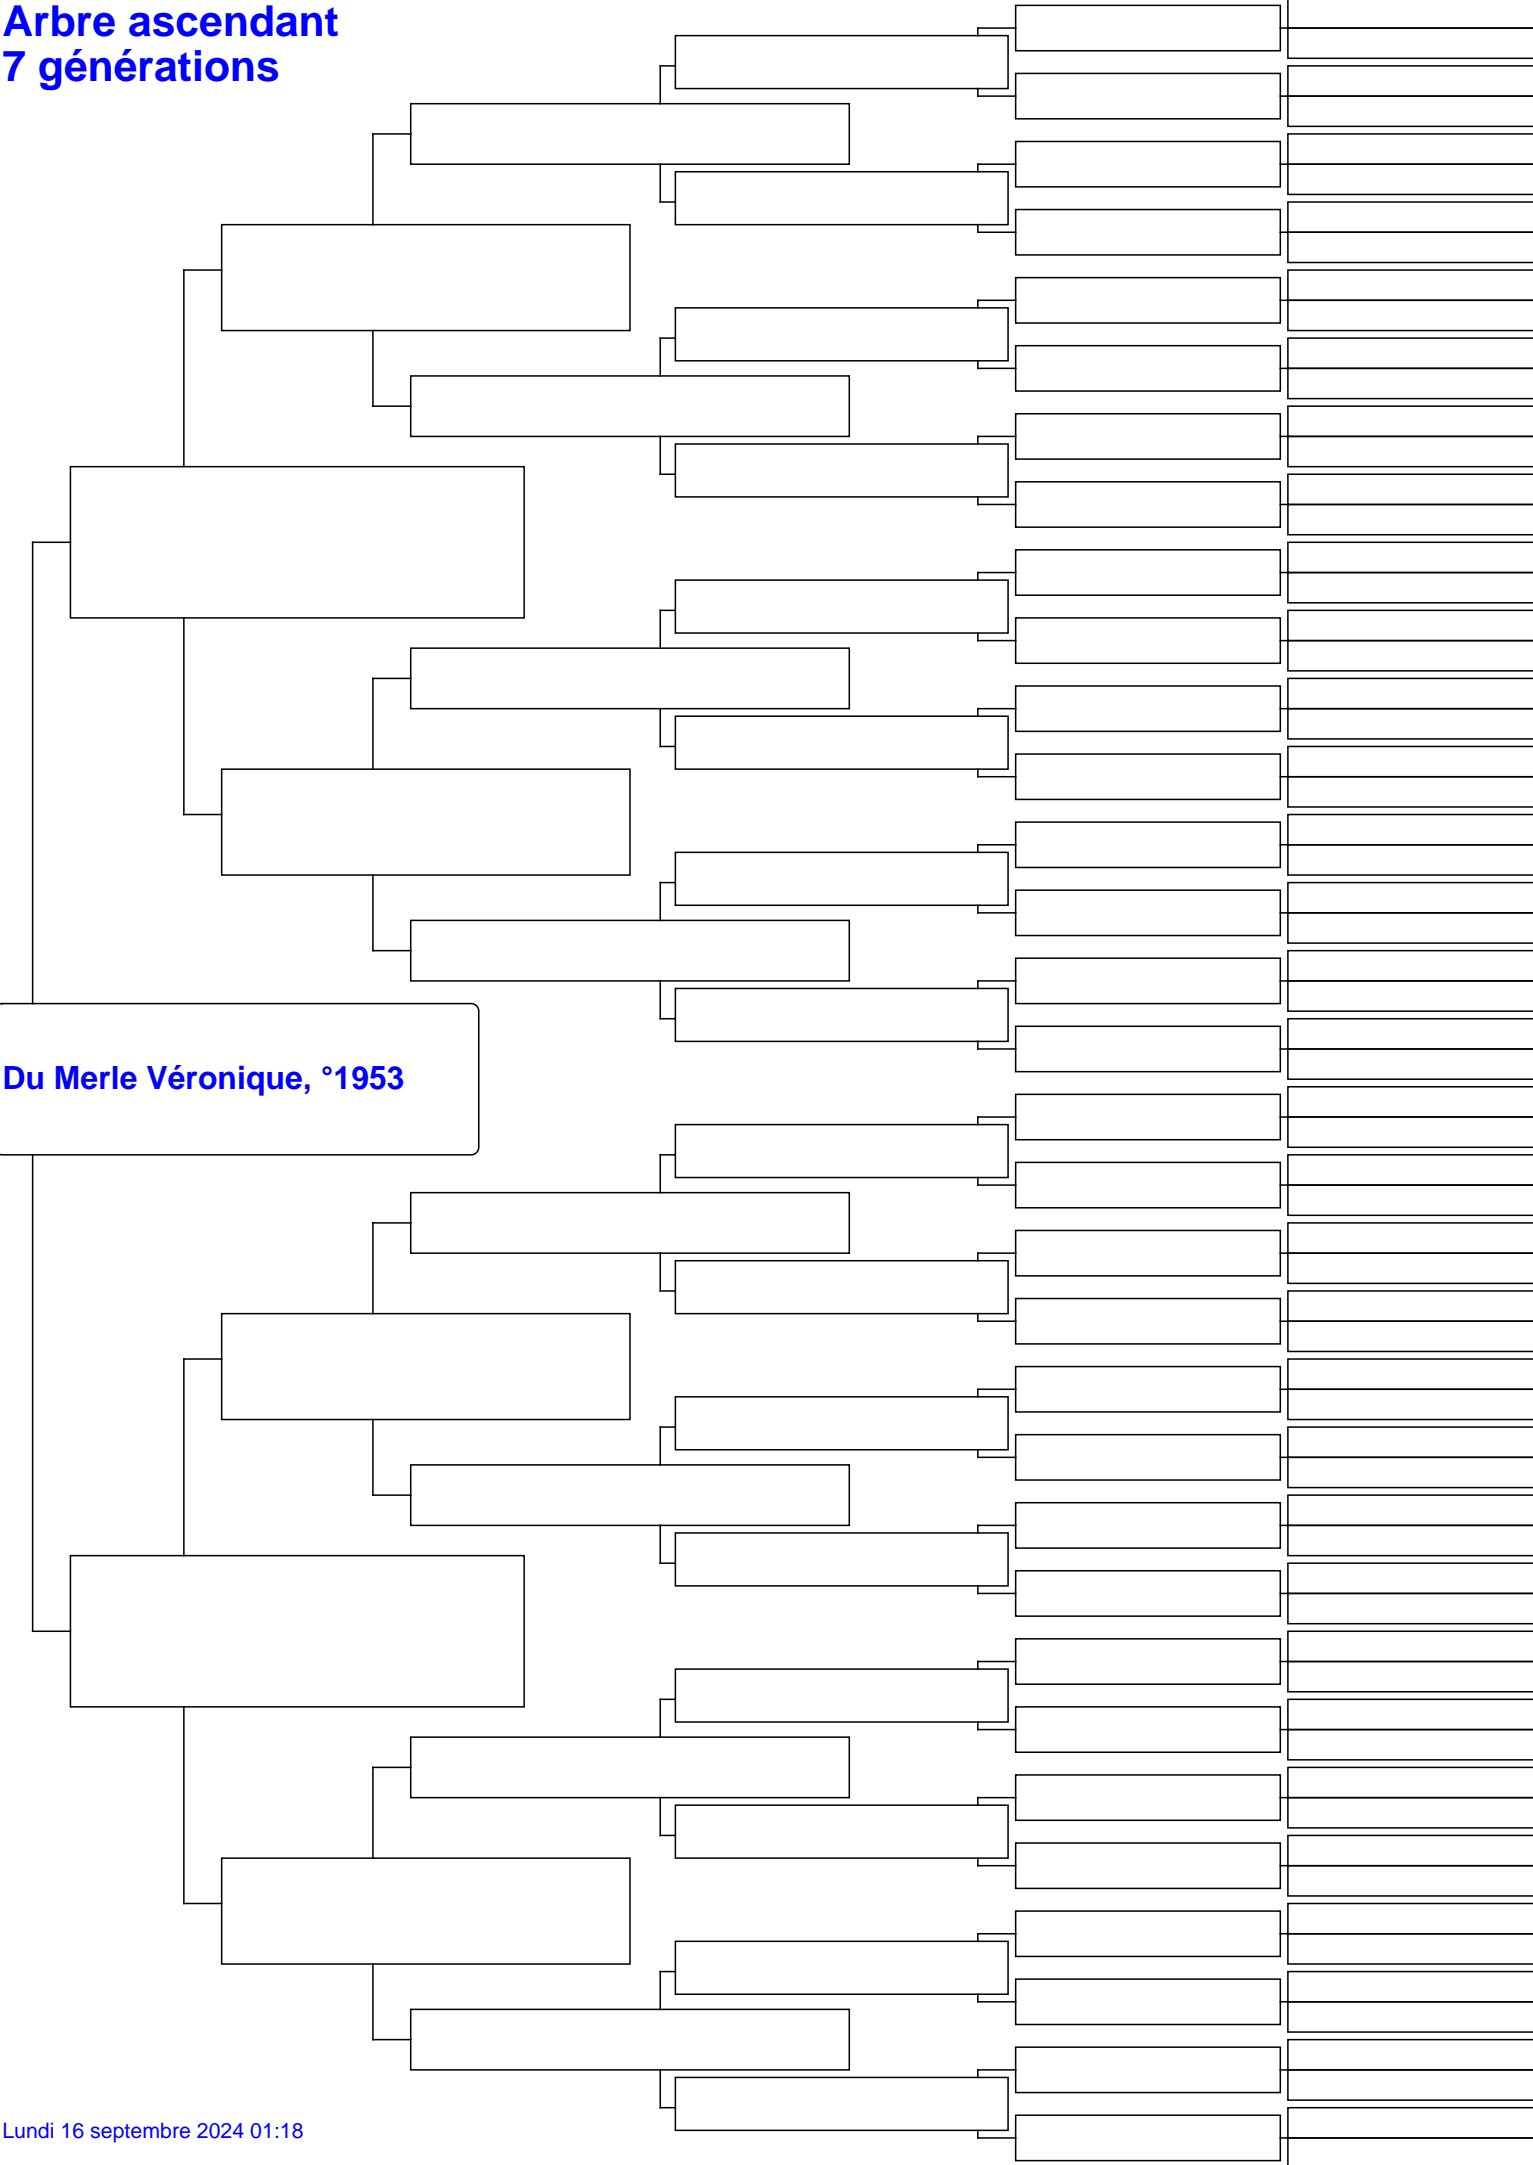 Arbre ascendant
7 générations
Du Merle Véronique, °1953
Lundi 16 septembre 2024 01:18